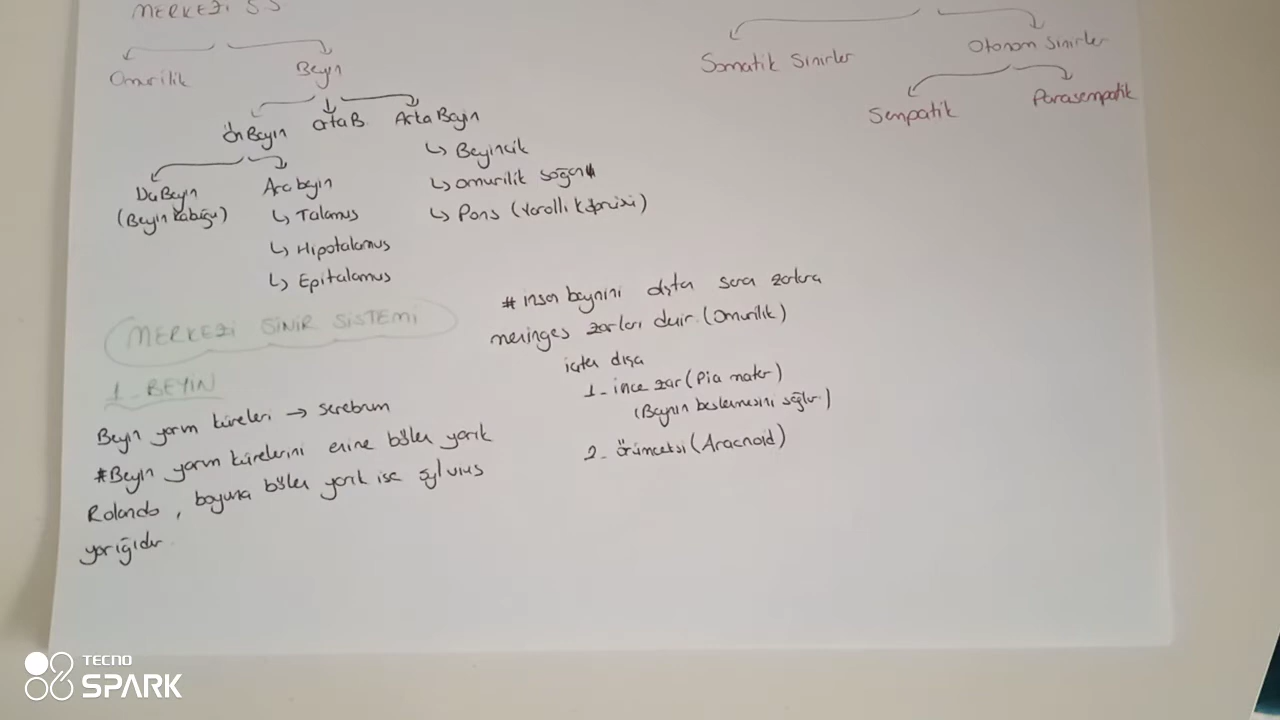 MERKEZİ SS
Omurilik
Beyin
Ön Beyin
Orta B.
Arka Beyin
Uç Beyin
(Beyin kabuğu)
Ara beyin
↳ Talamus
↳ Hipotalamus
↳ Epitalamus
↳ Beyincik
↳ omurilik soğanı
↳ Pons (Varolli köprüsü)
Somatik Sinirler
Otonom Sinirler
Sempatik
Parasempatik
MERKEZİ SİNİR SİSTEMİ
1. BEYİN
Beyin yarım küreleri → serebrum
*Beyin yarım kürelerini enine bölen yarık
Rolando, boyuna bölen yarık ise sylvius
yarığıdır.
# insan beynini dıştan saran zarlara
meninges zarları denir. (Omurilik)
içten dışa
1- ince zar (Pia mater)
(Beynin beslenmesini sağlar.)
2- örümceksi (Aracnoid)
TECNO
SPARK